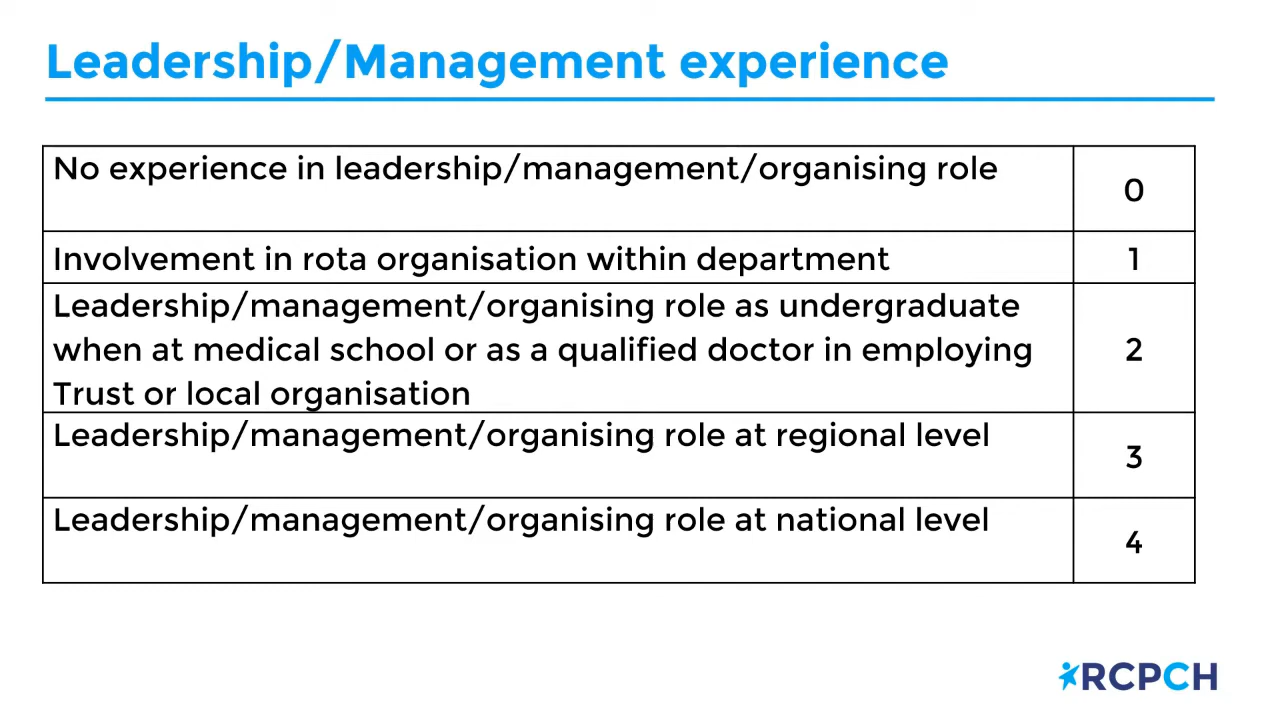 Leadership/Management experience
No experience in leadership/management/organising role
0
Involvement in rota organisation within department
1
Leadership/management/organising role as undergraduate
when at medical school or as a qualified doctor in employing
Trust or local organisation
2
Leadership/management/organising role at regional level
3
Leadership/management/organising role at national level
4
RCPCH